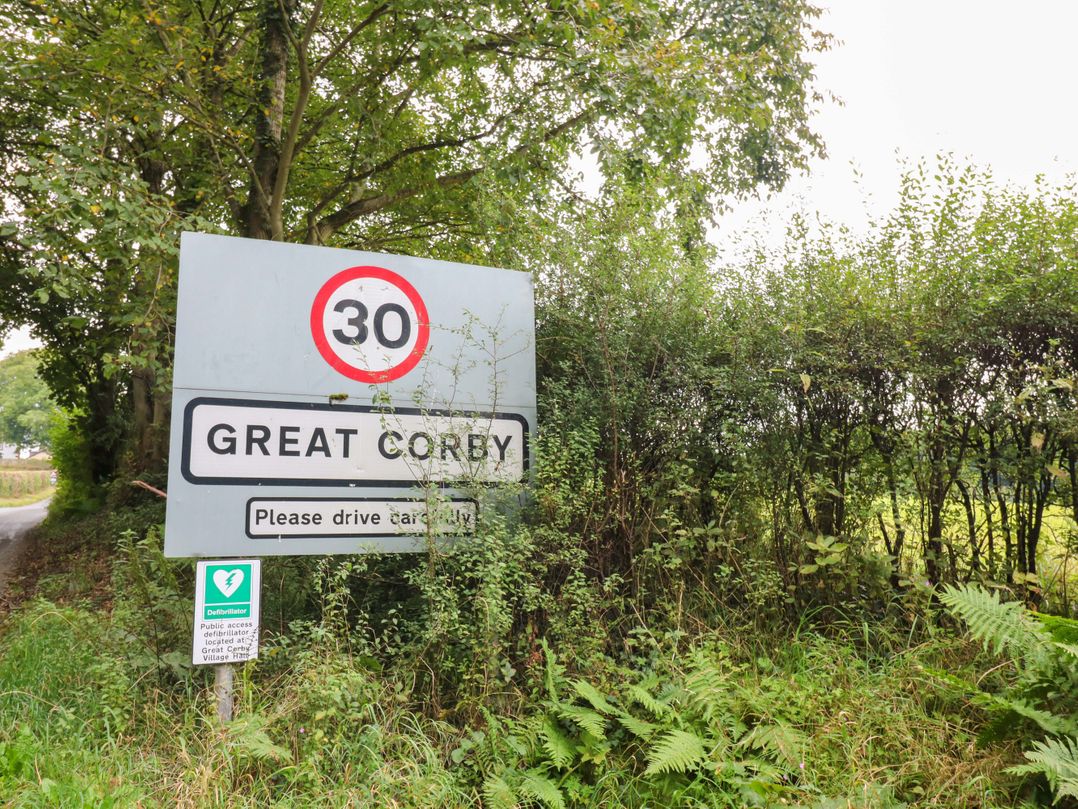 30
GREAT CORBY
Please drive carefully
Defibrillator
Public access
defibrillator
located at
Great Corby
Village Hall